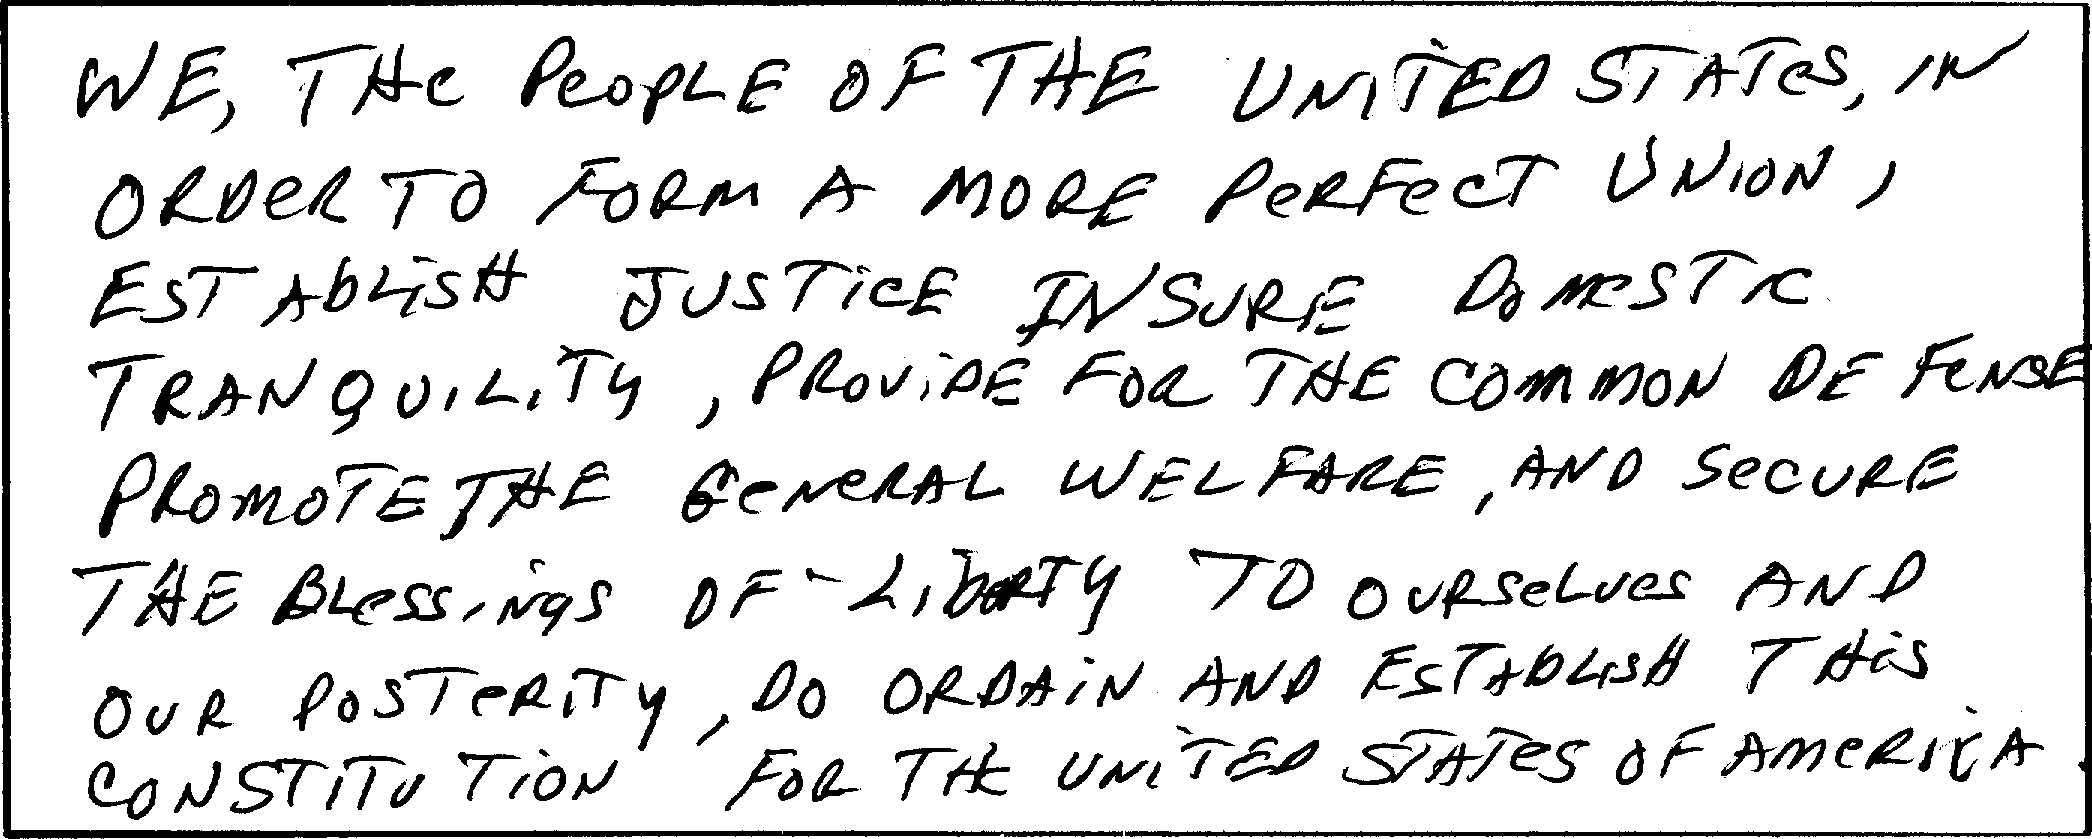 WE, THE PEOPLE OF THE UNITED STATES, IN
ORDER TO FORM A MORE PERFECT UNION,
ESTABLISH JUSTICE INSURE DOMESTIC
TRANQUILITY, PROVIDE FOR THE COMMON DEFENSE
PROMOTE THE GENERAL WELFARE, AND SECURE
THE BLESSINGS OF LIBERTY TO OURSELVES AND
OUR POSTERITY, DO ORDAIN AND ESTABLISH THIS
CONSTITUTION FOR THE UNITED STATES OF AMERICA.